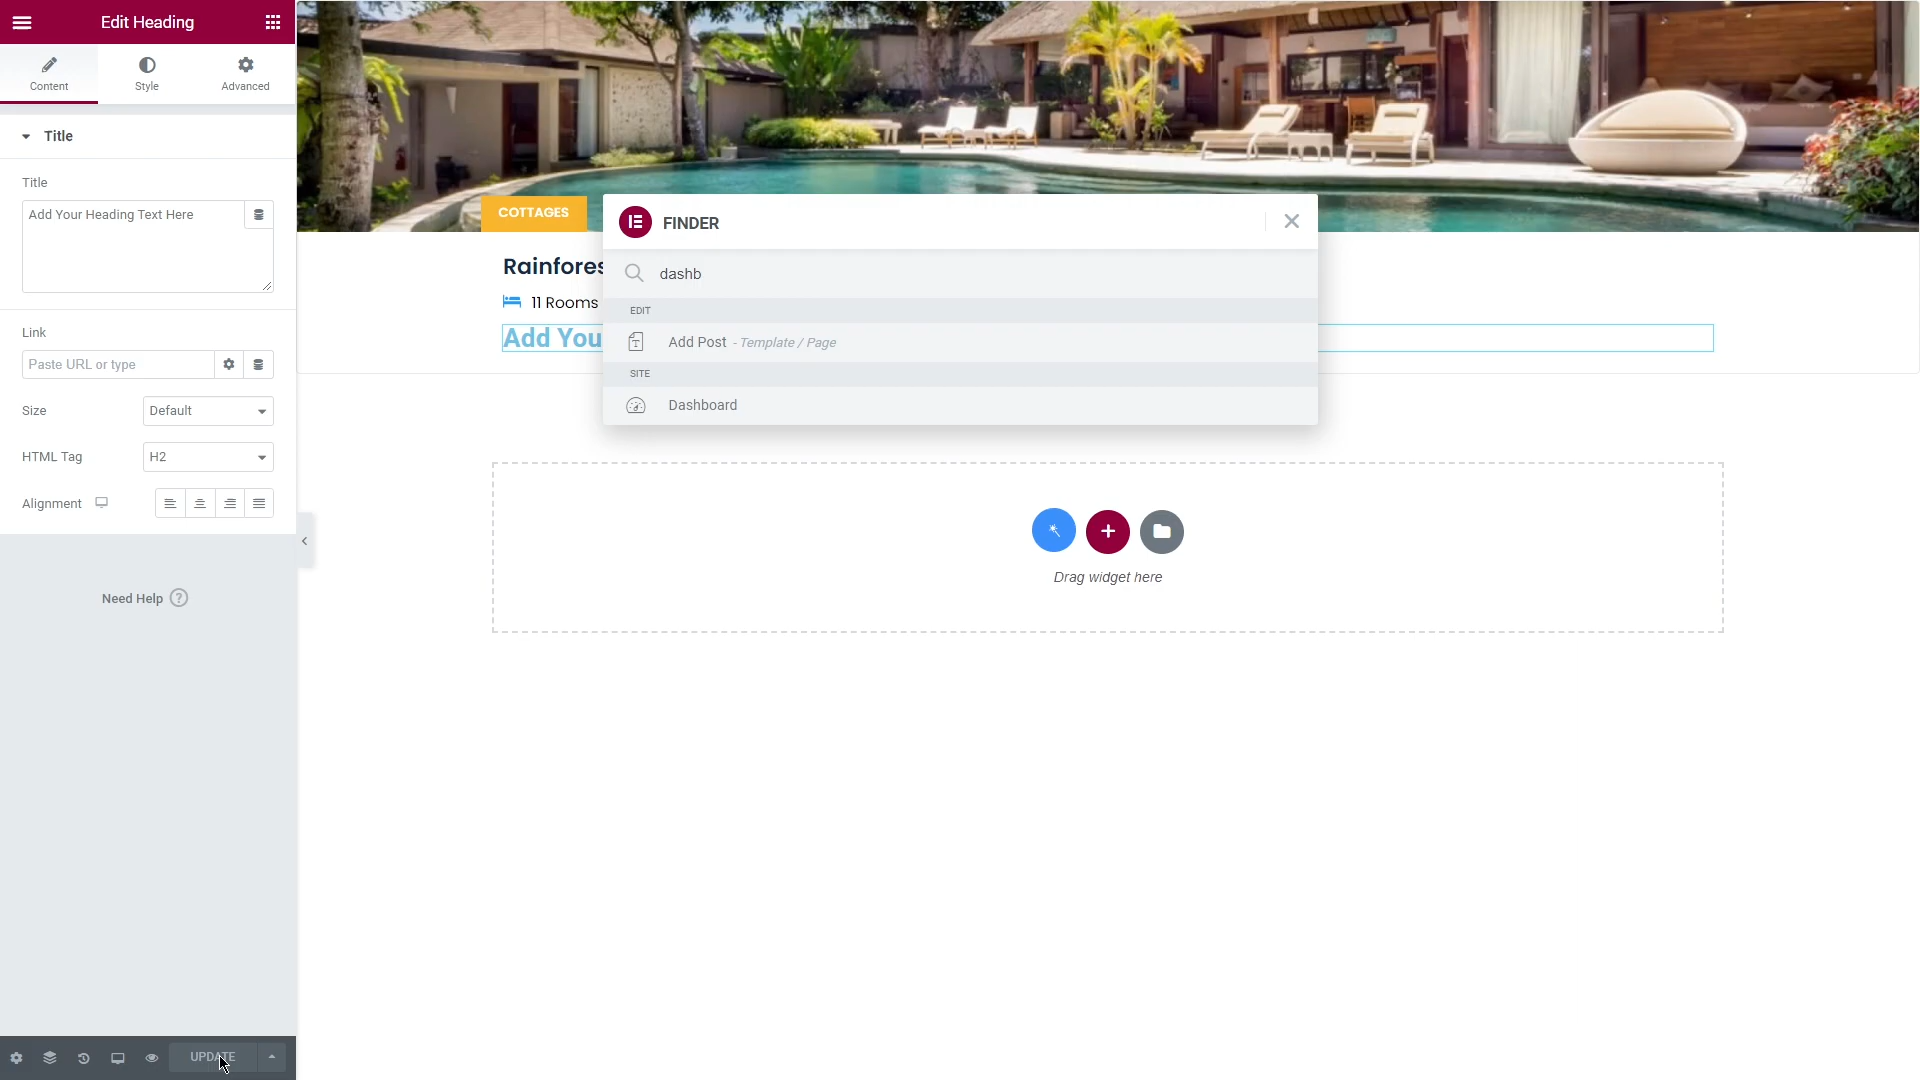 Edit Heading
Content
Style
Advanced
Title
Title
Add Your Heading Text Here
Link
Paste URL or type
Size
Default
HTML Tag
H2
Alignment
Need Help
UPDATE
COTTAGES
Rainfores
11 Rooms
Add You
FINDER
dashb
EDIT
Add Post - Template / Page
SITE
Dashboard
Drag widget here